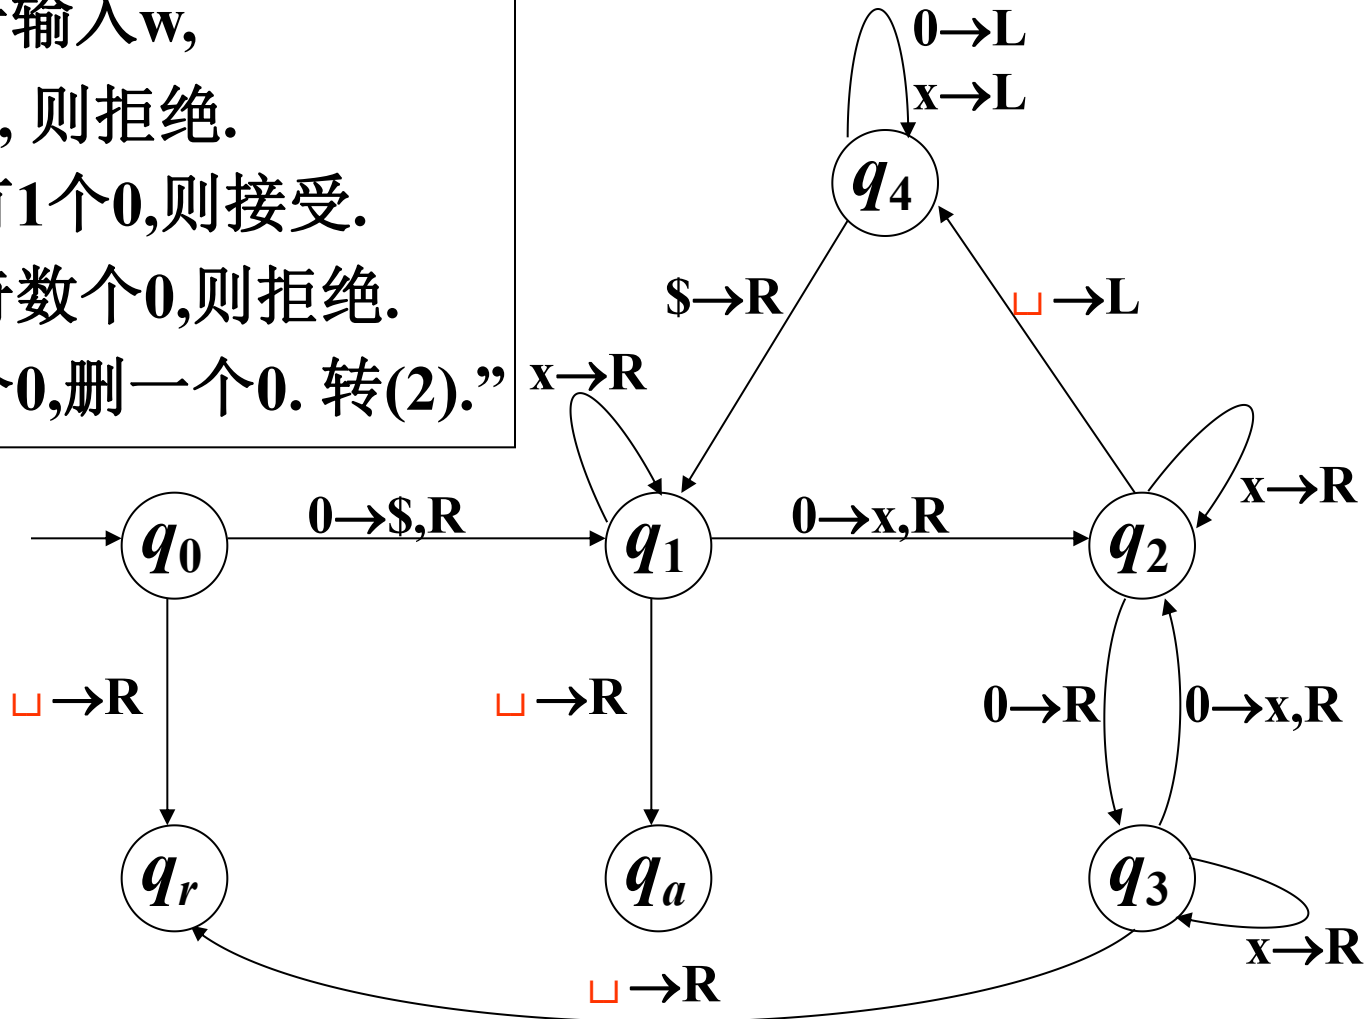 输入w,
, 则拒绝.
1个0,则接受.
数个0,则拒绝.
0,删一个0. 转(2).”
0→L
x→L
q4
$→R
⊔→L
x→R
x→R
q0
0→$,R
q1
0→x,R
q2
⊔→R
⊔→R
0→R
0→x,R
qr
qa
q3
x→R
⊔→R